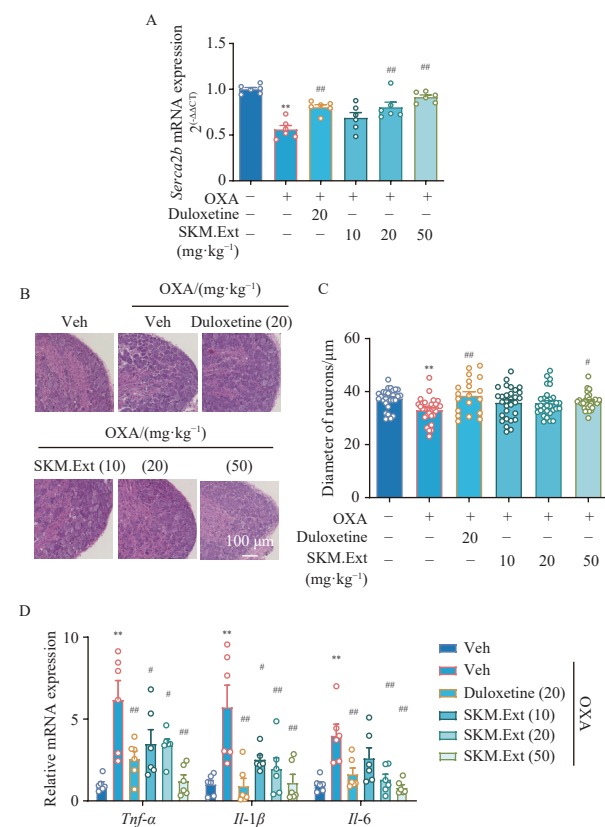 A
Serca2b mRNA expression
2(-ΔΔCT)
1.5
1.0
0.5
0
**
##
##
##
OXA − + + + + +
Duloxetine − − 20 − − −
SKM.Ext − − − 10 20 50
(mg·kg−1)
B
OXA/(mg·kg−1)
Veh Veh Duloxetine (20)
OXA/(mg·kg−1)
SKM.Ext (10) (20) (50)
100 μm
C
Diameter of neurons/μm
60
40
20
0
**
##
#
OXA − + + + + +
Duloxetine − − 20 − − −
SKM.Ext − − − 10 20 50
(mg·kg−1)
D
Relative mRNA expression
10
5
0
** ## # # ##
** ## # ## ##
** ## ## ##
Tnf-α Il-1β Il-6
Veh
Veh
Duloxetine (20)
SKM.Ext (10)
SKM.Ext (20)
SKM.Ext (50)
OXA